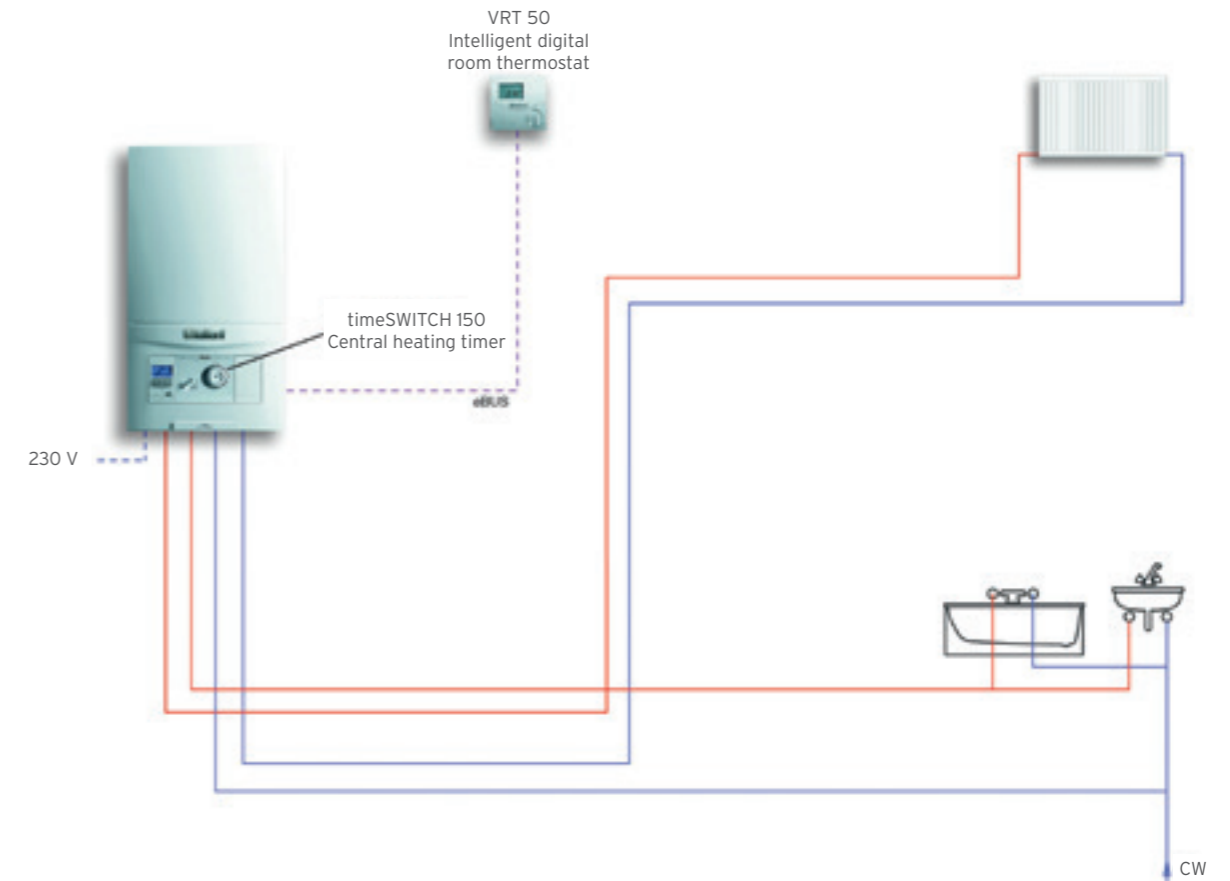 VRT 50
Intelligent digital
room thermostat
timeSWITCH 150
Central heating timer
eBUS
230 V
CW